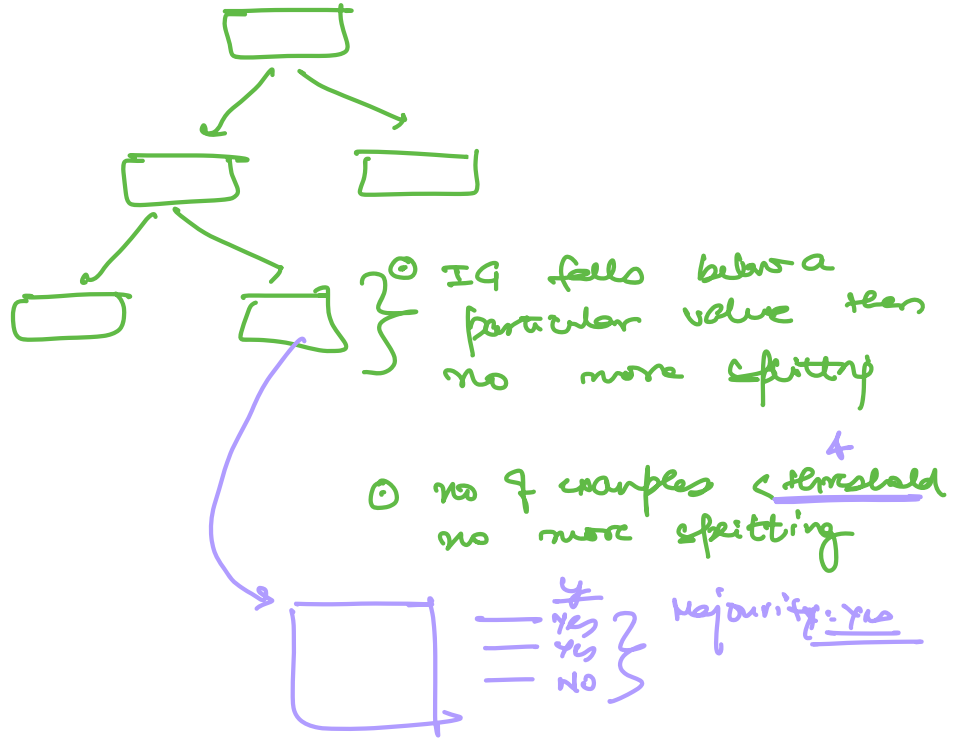 IG falls below a
particular value then
no more splitting
4
no of examples < threshold
no more splitting
y
Yes
Yes
NO
Majority: Yes